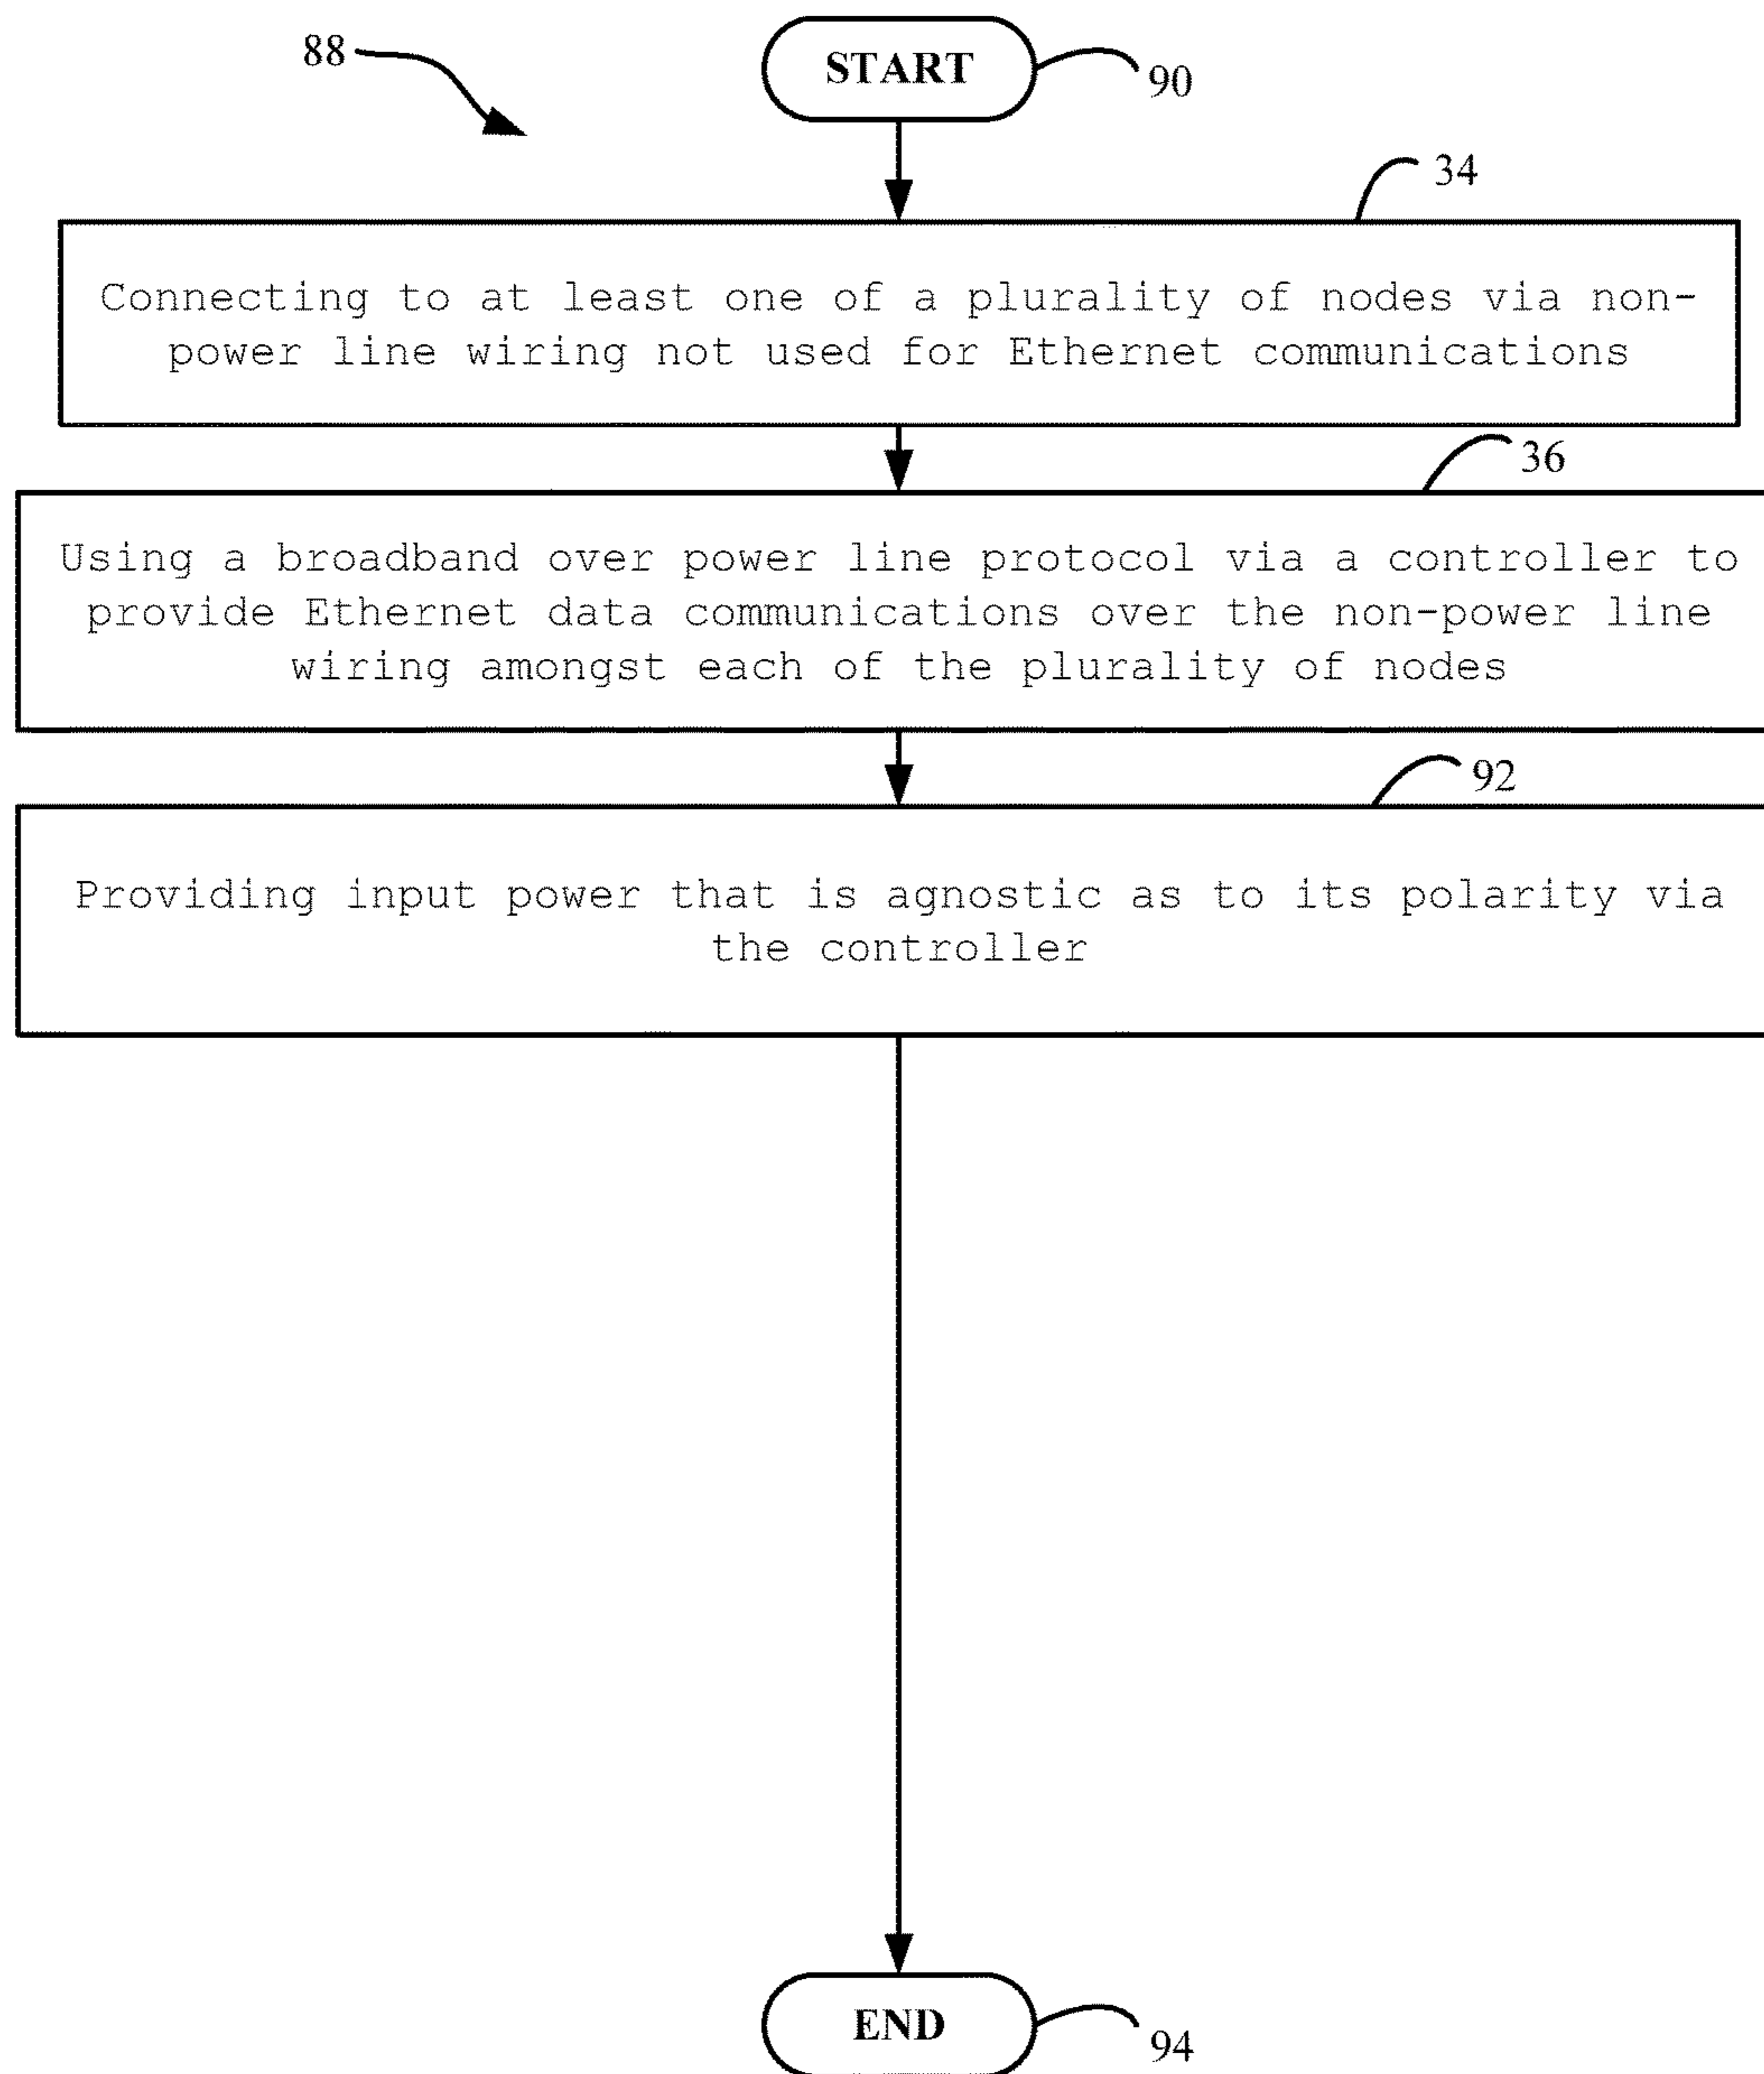 88
START
90
34
Connecting to at least one of a plurality of nodes via non-
power line wiring not used for Ethernet communications
36
Using a broadband over power line protocol via a controller to
provide Ethernet data communications over the non-power line
wiring amongst each of the plurality of nodes
92
Providing input power that is agnostic as to its polarity via
the controller
END
94